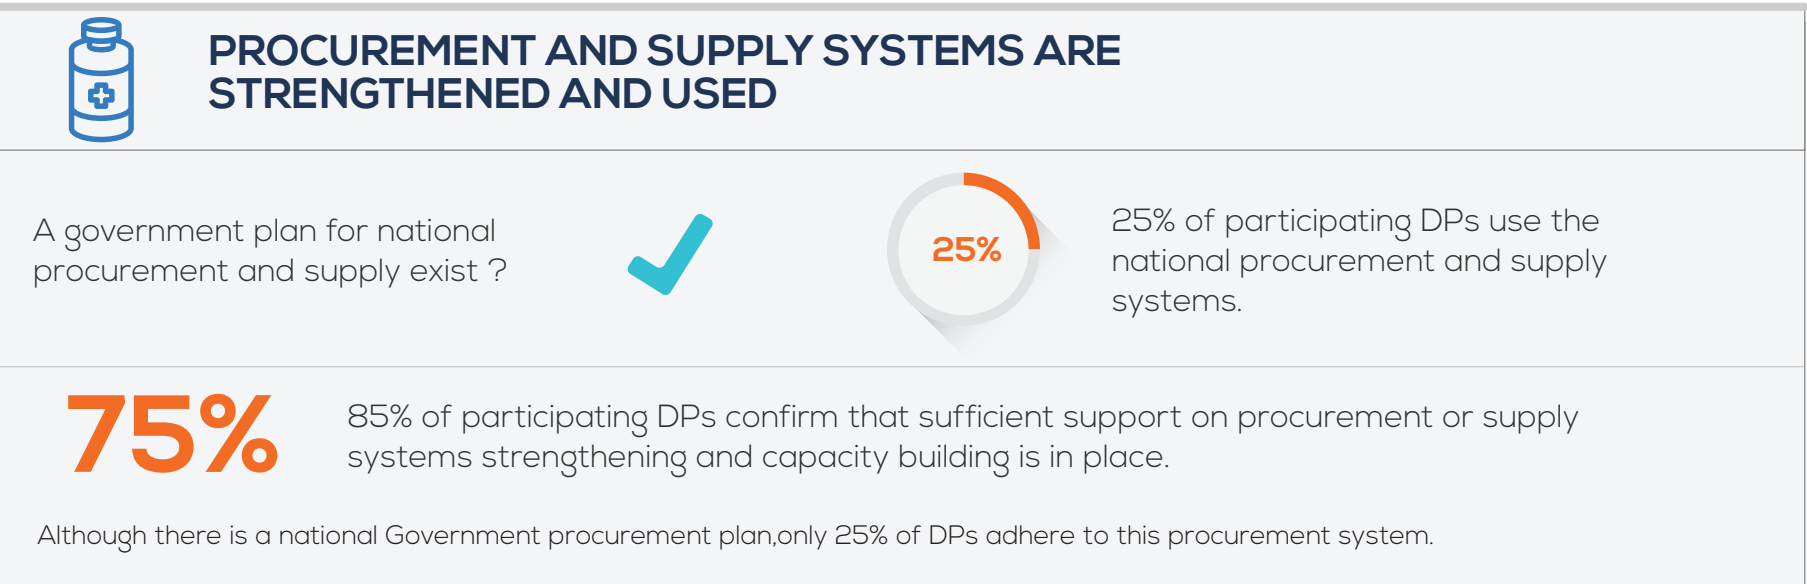 PROCUREMENT AND SUPPLY SYSTEMS ARE
STRENGTHENED AND USED
A government plan for national
procurement and supply exist ?
25%
25% of participating DPs use the
national procurement and supply
systems.
75%
85% of participating DPs confirm that sufficient support on procurement or supply
systems strengthening and capacity building is in place.
Although there is a national Government procurement plan,only 25% of DPs adhere to this procurement system.